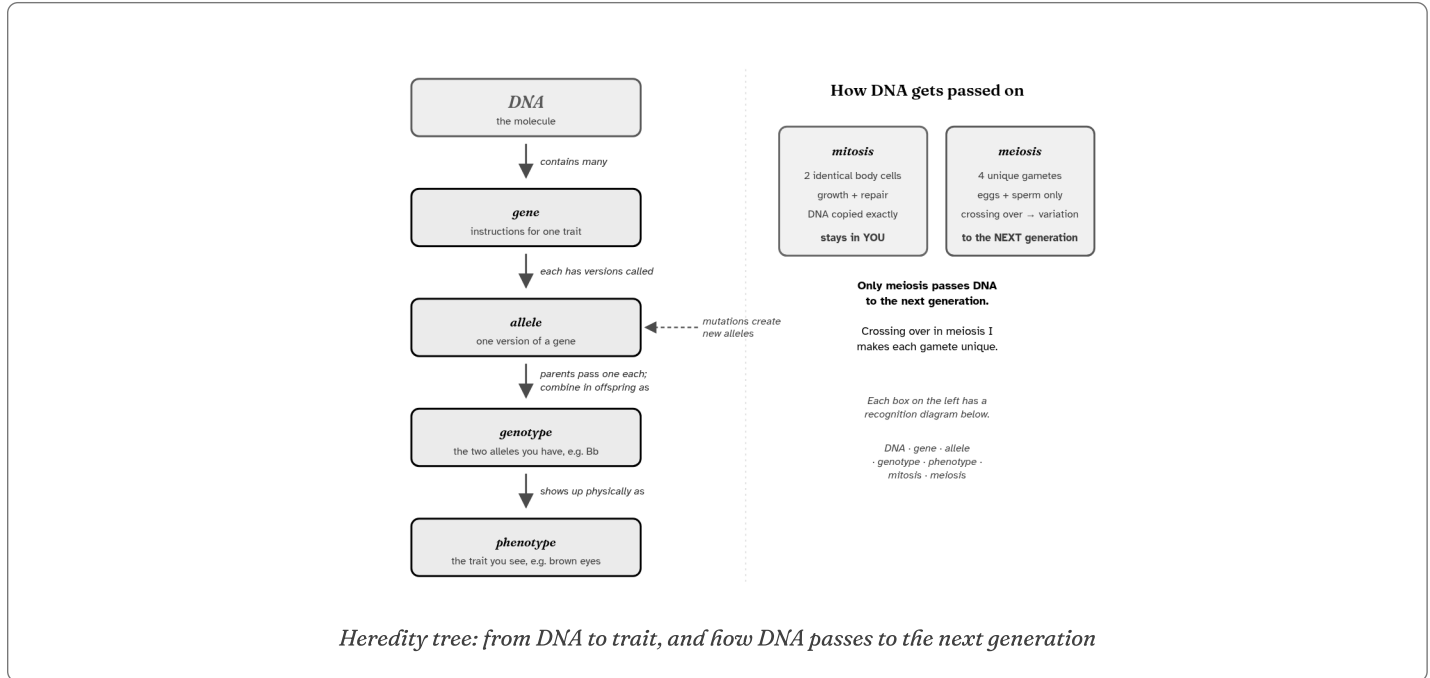 DNA
the molecule
contains many
gene
instructions for one trait
each has versions called
allele
one version of a gene
mutations create
new alleles
parents pass one each;
combine in offspring as
genotype
the two alleles you have, e.g. Bb
shows up physically as
phenotype
the trait you see, e.g. brown eyes
How DNA gets passed on
mitosis
2 identical body cells
growth + repair
DNA copied exactly
stays in YOU
meiosis
4 unique gametes
eggs + sperm only
crossing over → variation
to the NEXT generation
Only meiosis passes DNA
to the next generation.
Crossing over in meiosis I
makes each gamete unique.
Each box on the left has a
recognition diagram below.
DNA · gene · allele
· genotype · phenotype ·
mitosis · meiosis
Heredity tree: from DNA to trait, and how DNA passes to the next generation